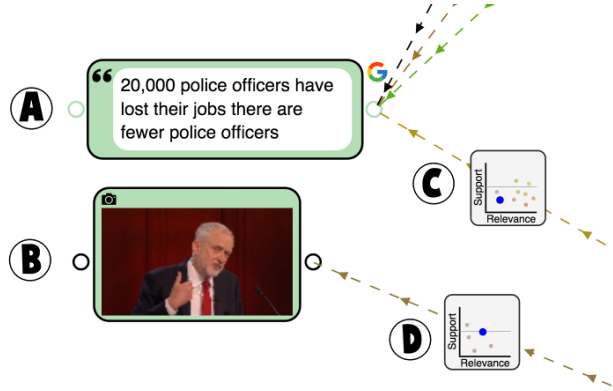 A
“
20,000 police officers have
lost their jobs there are
fewer police officers
G
C
Support
Relevance
B
D
Support
Relevance